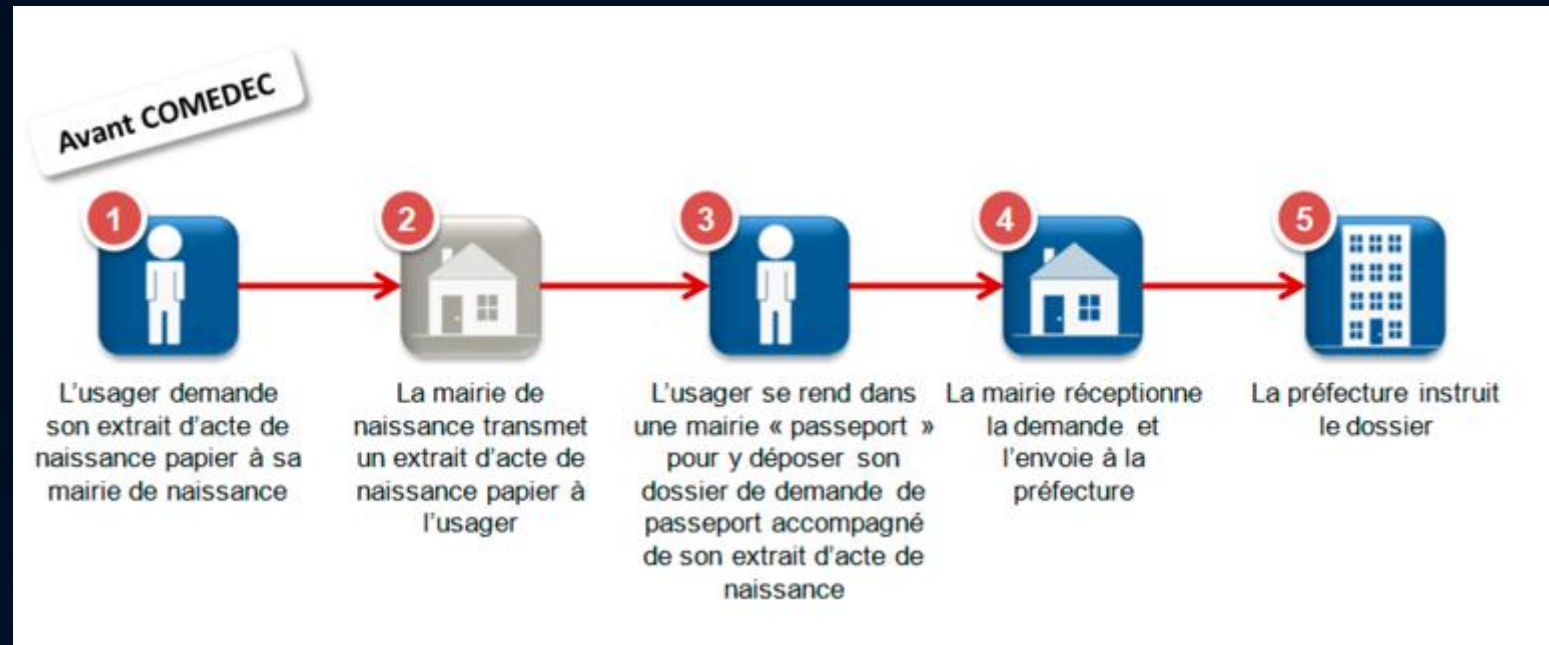 Avant COMEDEC
1
L'usager demande
son extrait d'acte de
naissance papier à sa
mairie de naissance
2
La mairie de
naissance transmet
un extrait d'acte de
naissance papier à
l'usager
3
L'usager se rend dans
une mairie « passeport »
pour y déposer son
dossier de demande de
passeport accompagné
de son extrait d'acte de
naissance
4
La mairie réceptionne
la demande et
l'envoie à la
préfecture
5
La préfecture instruit
le dossier